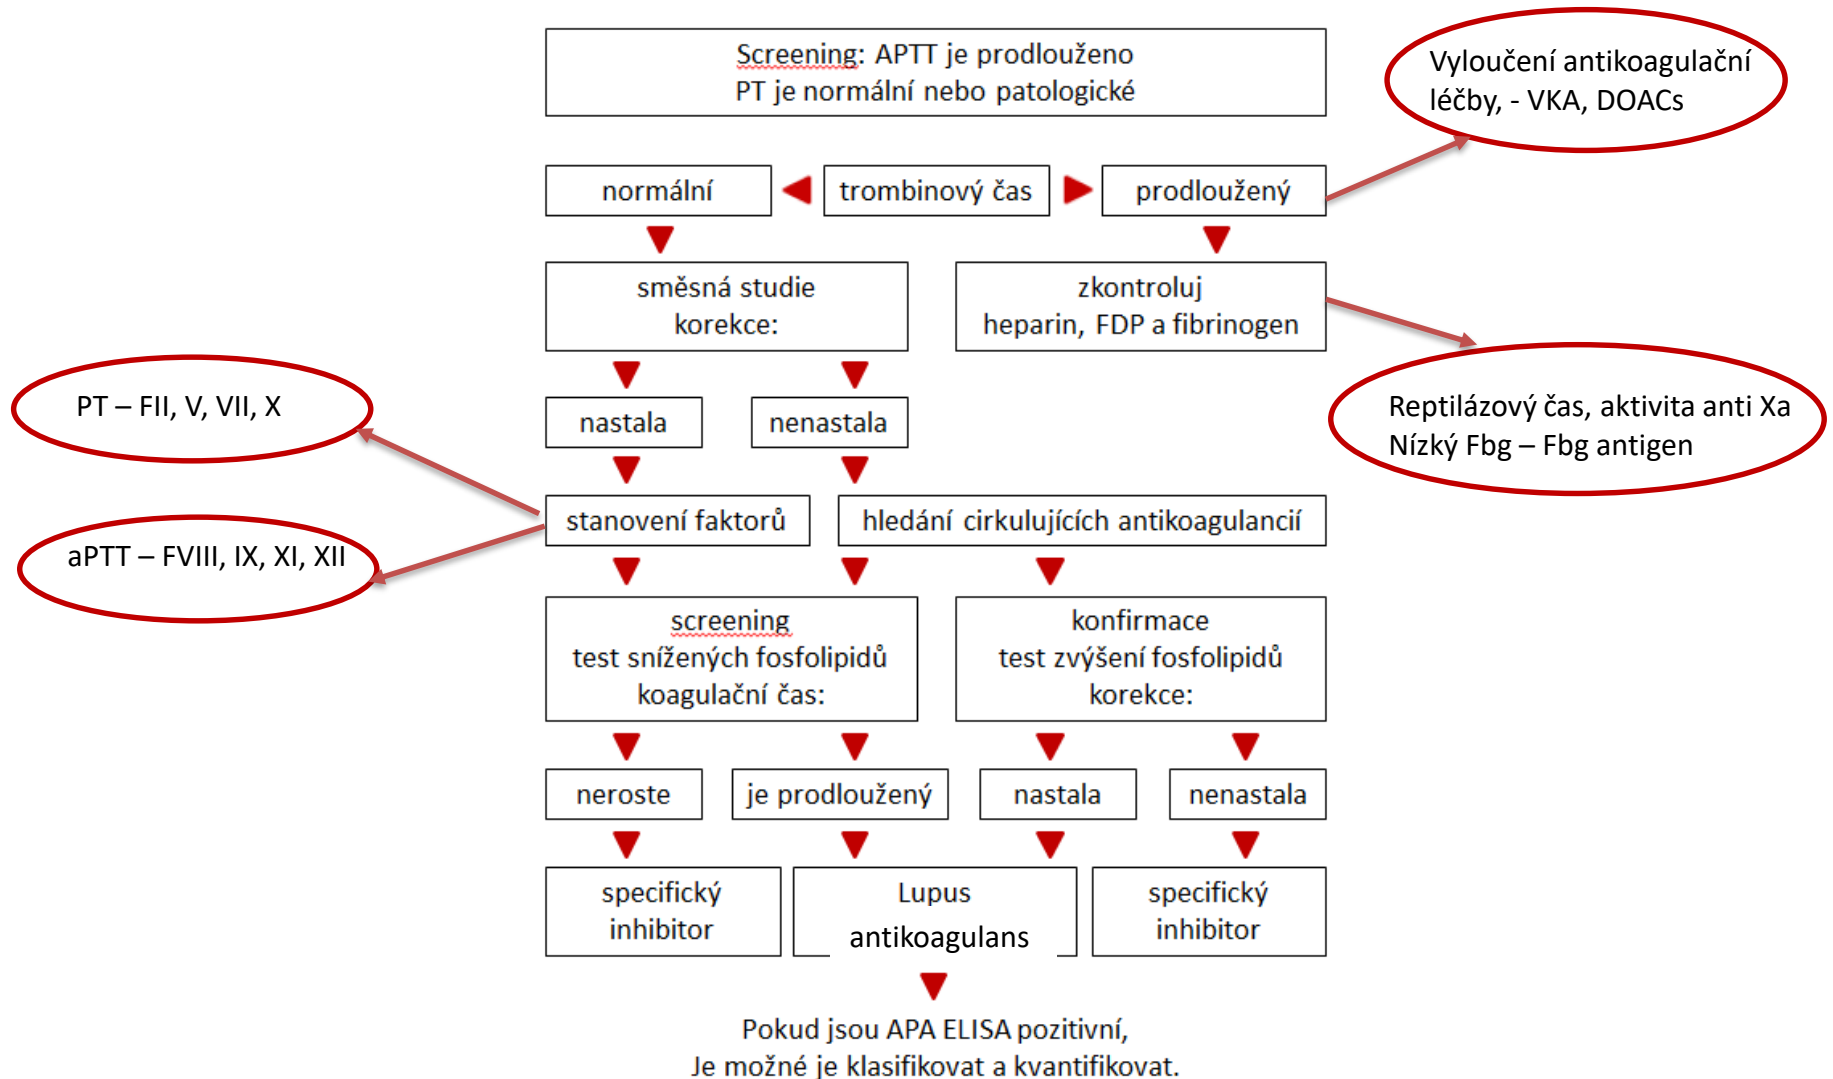 Screening: APTT je prodlouženo
PT je normální nebo patologické
Vyloučení antikoagulační
léčby, - VKA, DOACs
normální
trombinový čas
prodloužený
směsná studie
korekce:
zkontroluj
heparin, FDP a fibrinogen
PT – FII, V, VII, X
nastala
nenastala
Reptilázový čas, aktivita anti Xa
Nízký Fbg – Fbg antigen
stanovení faktorů
hledání cirkulujících antikoagulancií
aPTT – FVIII, IX, XI, XII
screening
test snížených fosfolipidů
koagulační čas:
konfirmace
test zvýšení fosfolipidů
korekce:
neroste
je prodloužený
nastala
nenastala
specifický
inhibitor
Lupus
antikoagulans
specifický
inhibitor
Pokud jsou APA ELISA pozitivní,
Je možné je klasifikovat a kvantifikovat.